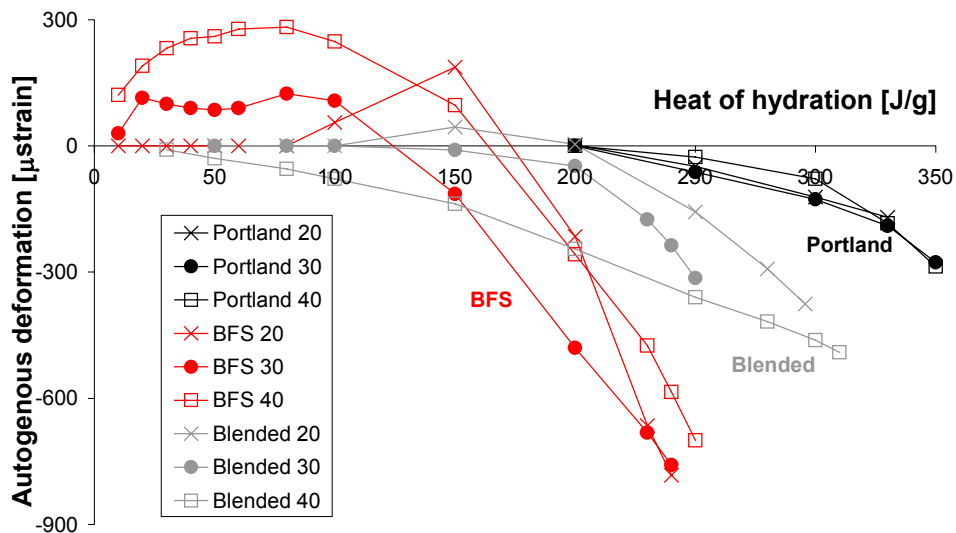 300
0
-300
-600
-900
0
50
100
150
200
250
300
350
Autogenous deformation [μstrain]
Heat of hydration [J/g]
Portland
BFS
Blended
Portland 20
Portland 30
Portland 40
BFS 20
BFS 30
BFS 40
Blended 20
Blended 30
Blended 40